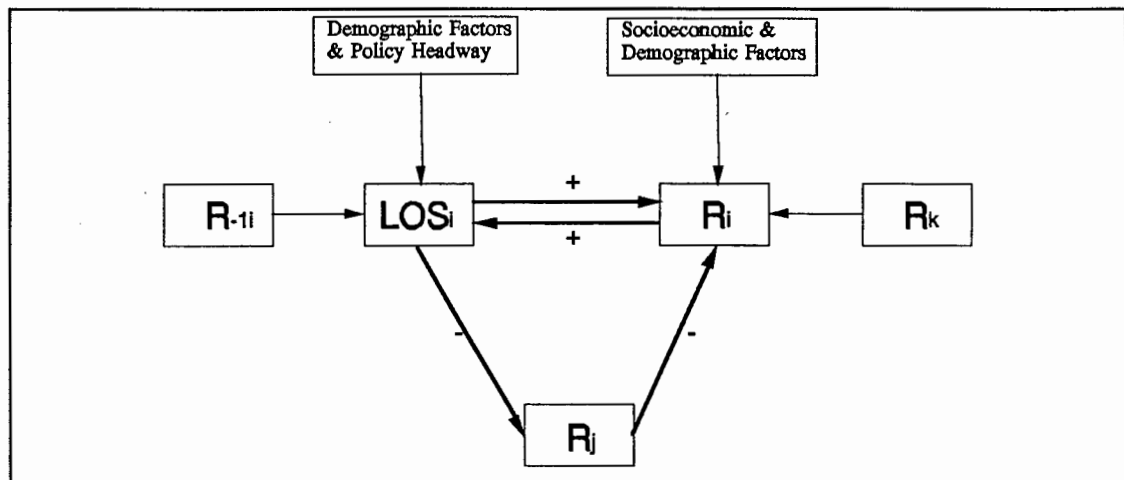 Demographic Factors
& Policy Headway
Socioeconomic &
Demographic Factors
+
R-1i
LOSi
Ri
Rk
+
-
-
Rj